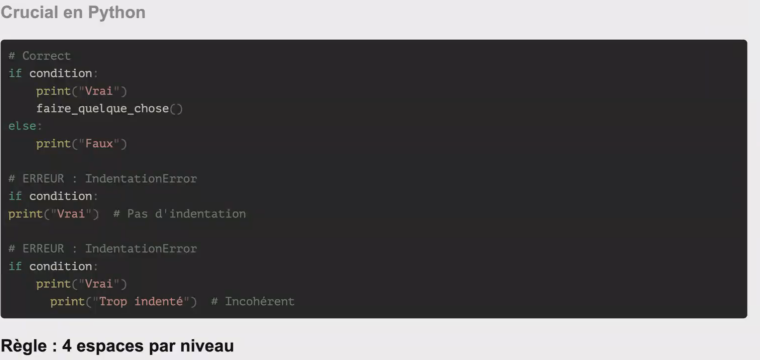 Crucial en Python
# Correct
if condition:
    print("Vrai")
    faire_quelque_chose()
else:
    print("Faux")
# ERREUR : IndentationError
if condition:
print("Vrai")  # Pas d'indentation
# ERREUR : IndentationError
if condition:
    print("Vrai")
      print("Trop indenté")  # Incohérent
Règle : 4 espaces par niveau